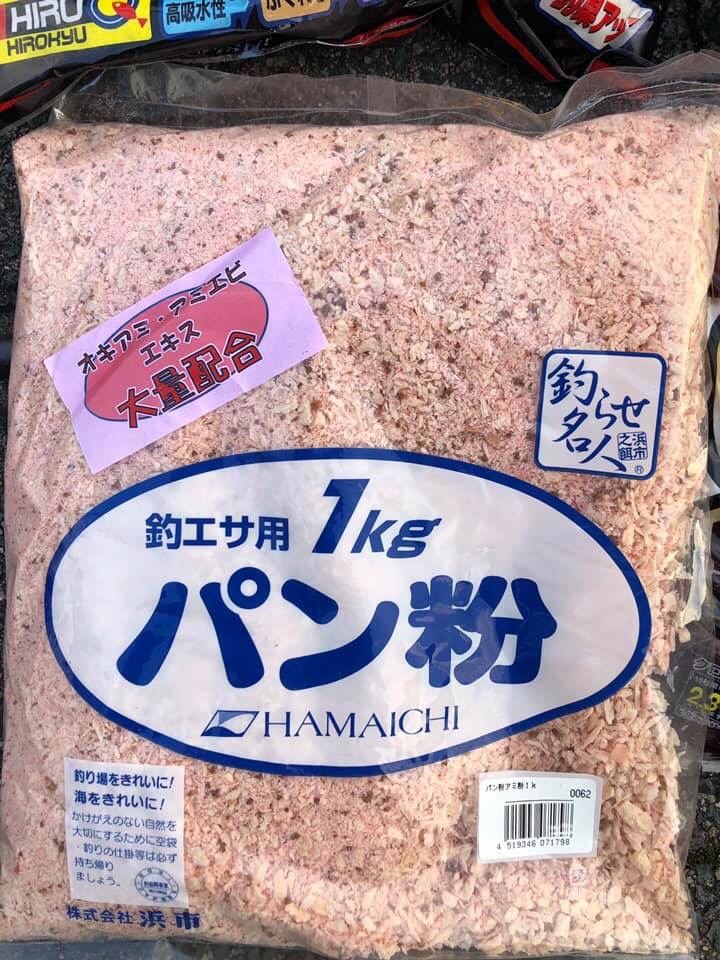 HIRO
HIROKYU
高吸水性
オキアミ・アミエビ
エキス
大量配合
釣らせ
名人
浜市
之餌
釣エサ用 1kg
パン粉
HAMAICHI
釣り場をきれいに!
海をきれいに!
かけがえのない自然を
大切にするために空袋
・釣りの仕掛等は必ず
持ち帰り
ましょう。
株式会社 浜市
パン粉アミ粉1k 0062
4 519346 071798